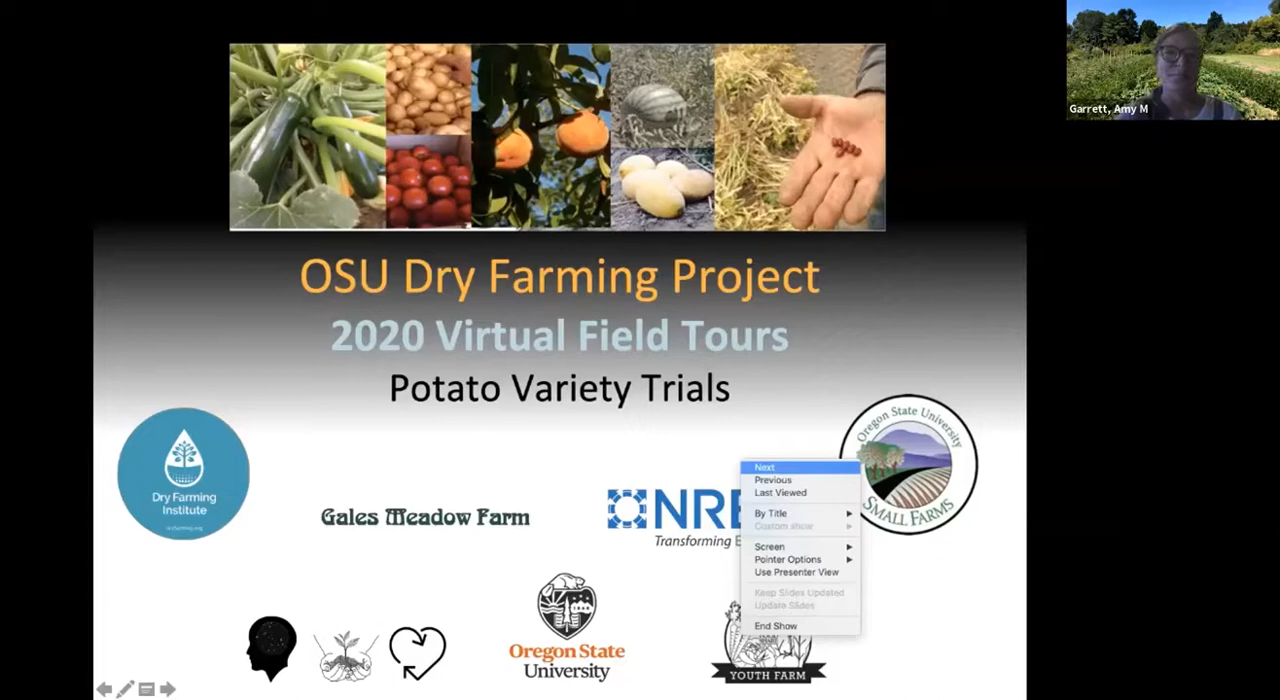 Garrett, Amy M
OSU Dry Farming Project
2020 Virtual Field Tours
Potato Variety Trials
Dry Farming
Institute
Gales Meadow Farm
NRE
Transforming E
Oregon State University
SMALL FARMS
Next
Previous
Last Viewed
By Title
Custom show
Screen
Pointer Options
Use Presenter View
Keep Slides Updated
Update Slides
End Show
Oregon State
University
YOUTH FARM